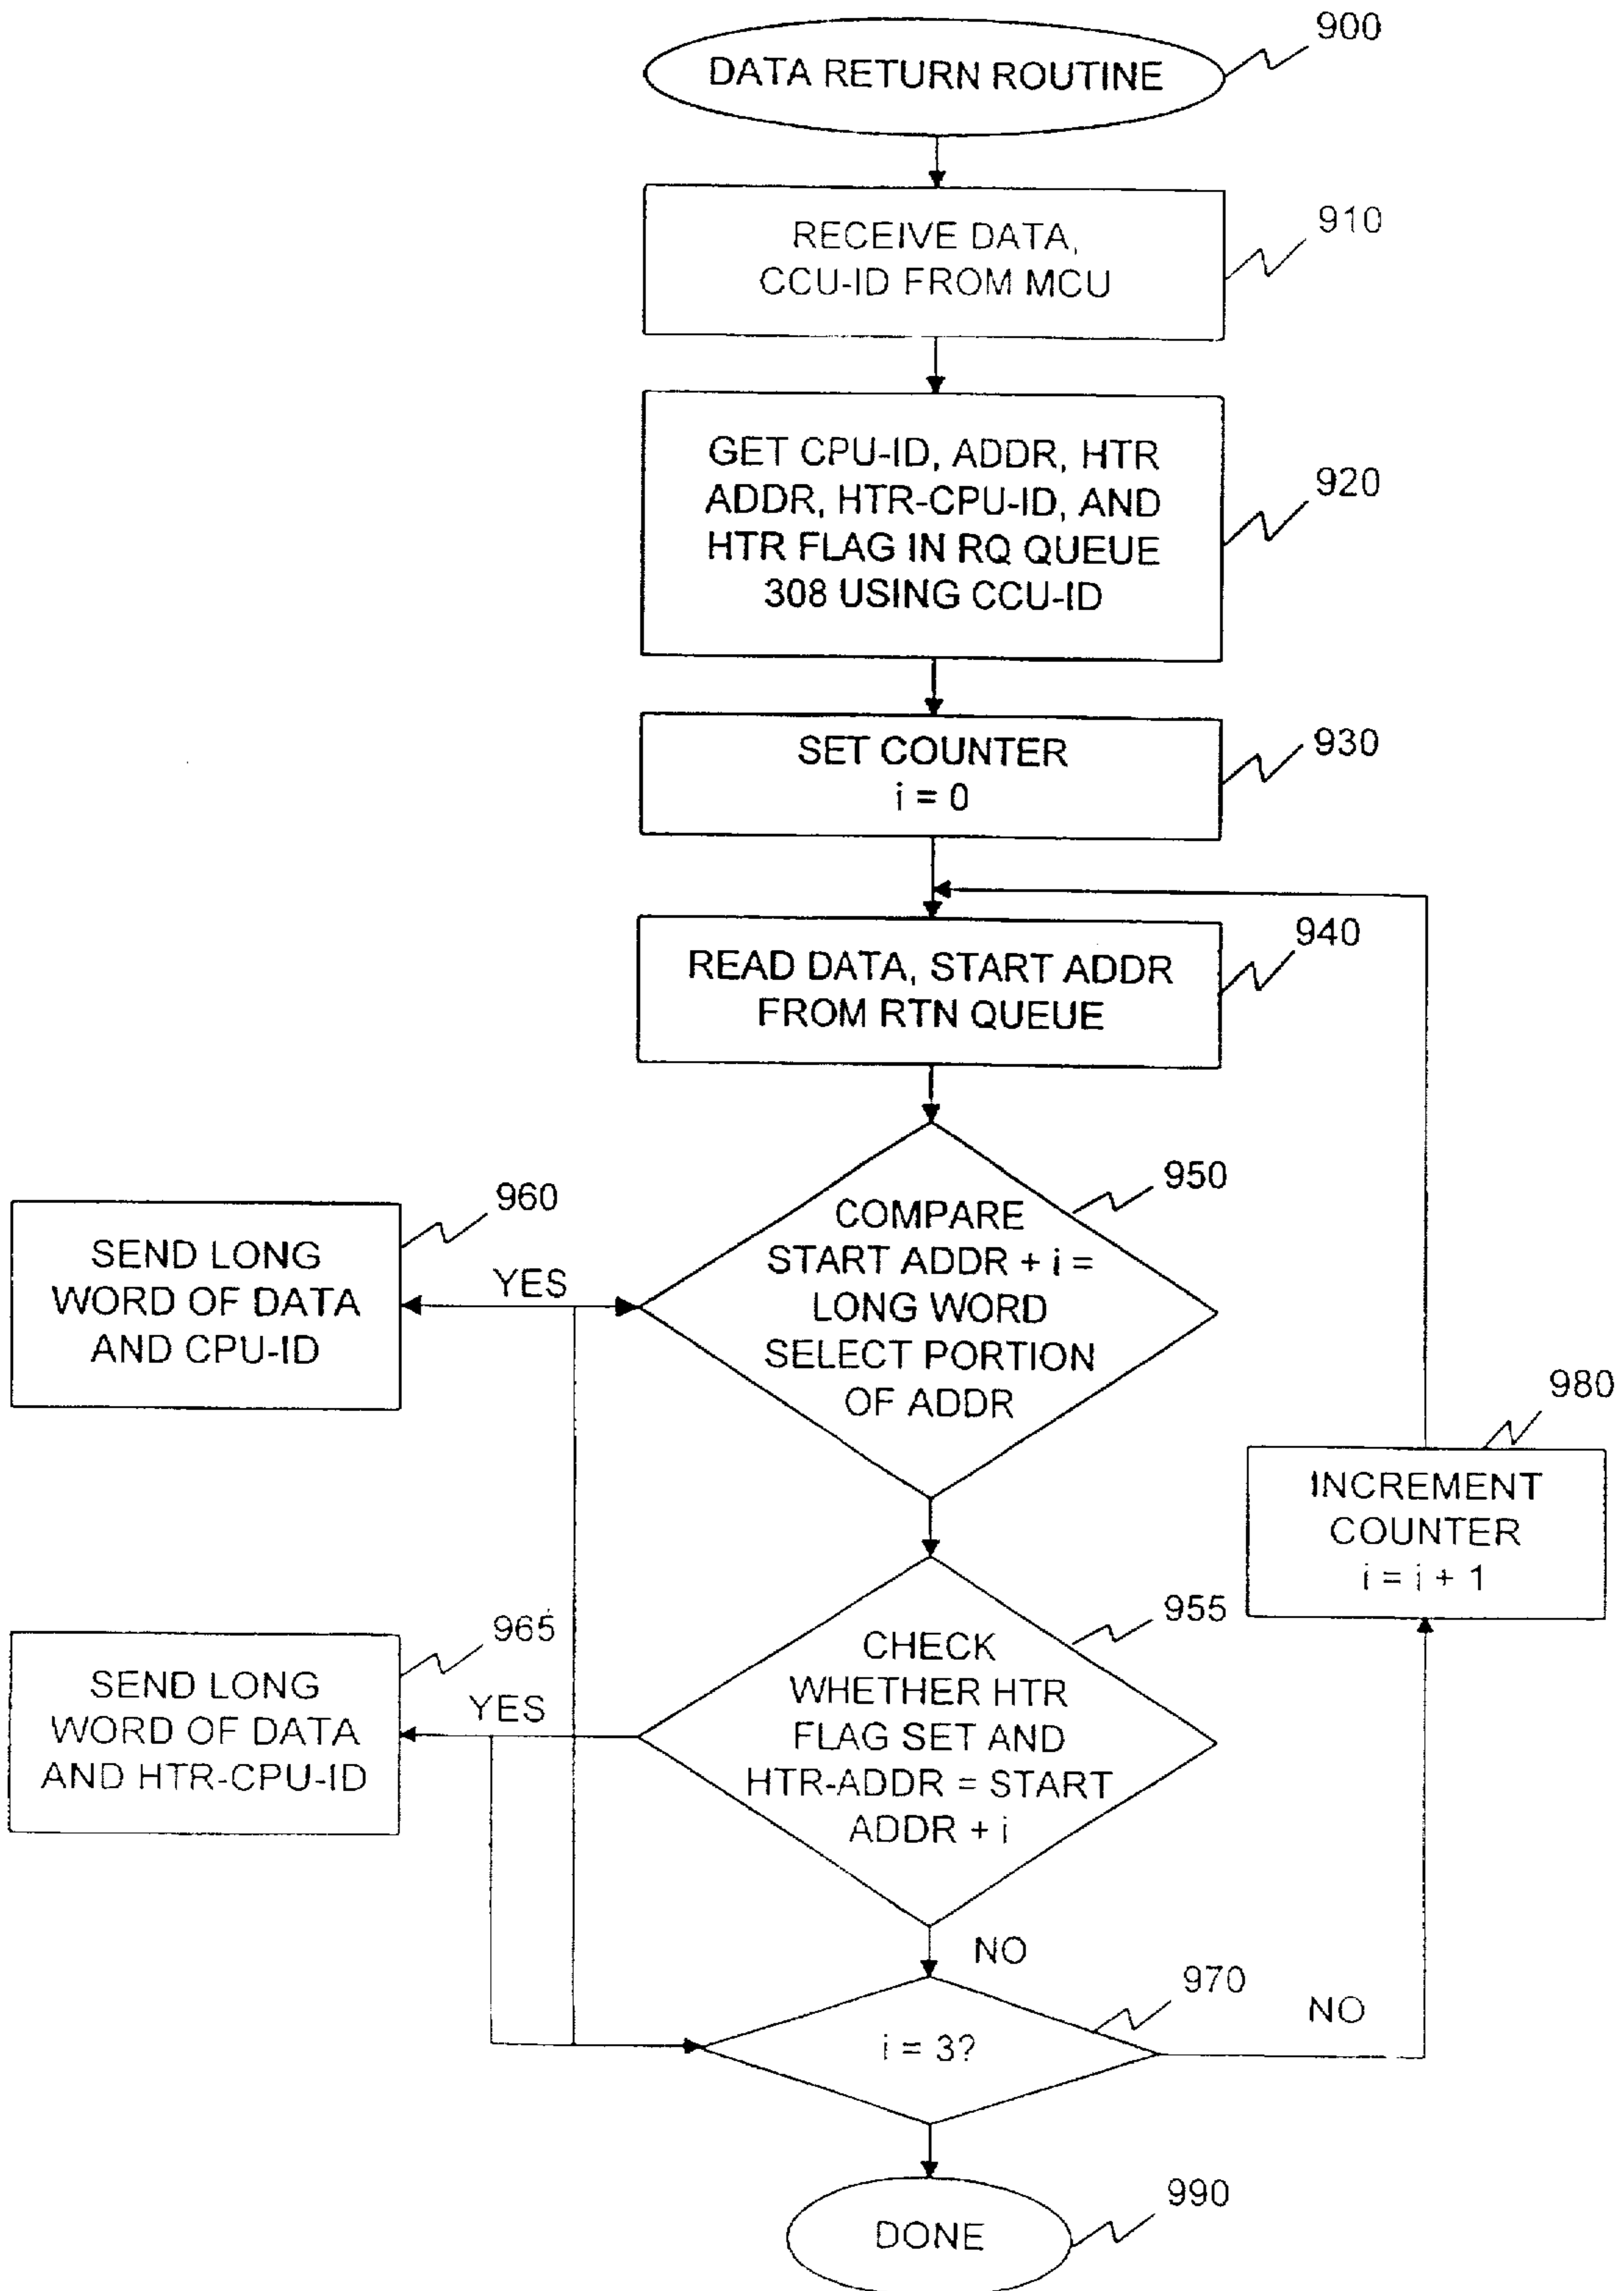 DATA RETURN ROUTINE
900
RECEIVE DATA,
CCU-ID FROM MCU
910
GET CPU-ID, ADDR, HTR
ADDR, HTR-CPU-ID, AND
HTR FLAG IN RQ QUEUE
308 USING CCU-ID
920
SET COUNTER
i = 0
930
READ DATA, START ADDR
FROM RTN QUEUE
940
COMPARE
START ADDR + i =
LONG WORD
SELECT PORTION
OF ADDR
950
YES
SEND LONG
WORD OF DATA
AND CPU-ID
960
INCREMENT
COUNTER
i = i + 1
980
CHECK
WHETHER HTR
FLAG SET AND
HTR-ADDR = START
ADDR + i
955
YES
SEND LONG
WORD OF DATA
AND HTR-CPU-ID
965
NO
i = 3?
970
NO
DONE
990